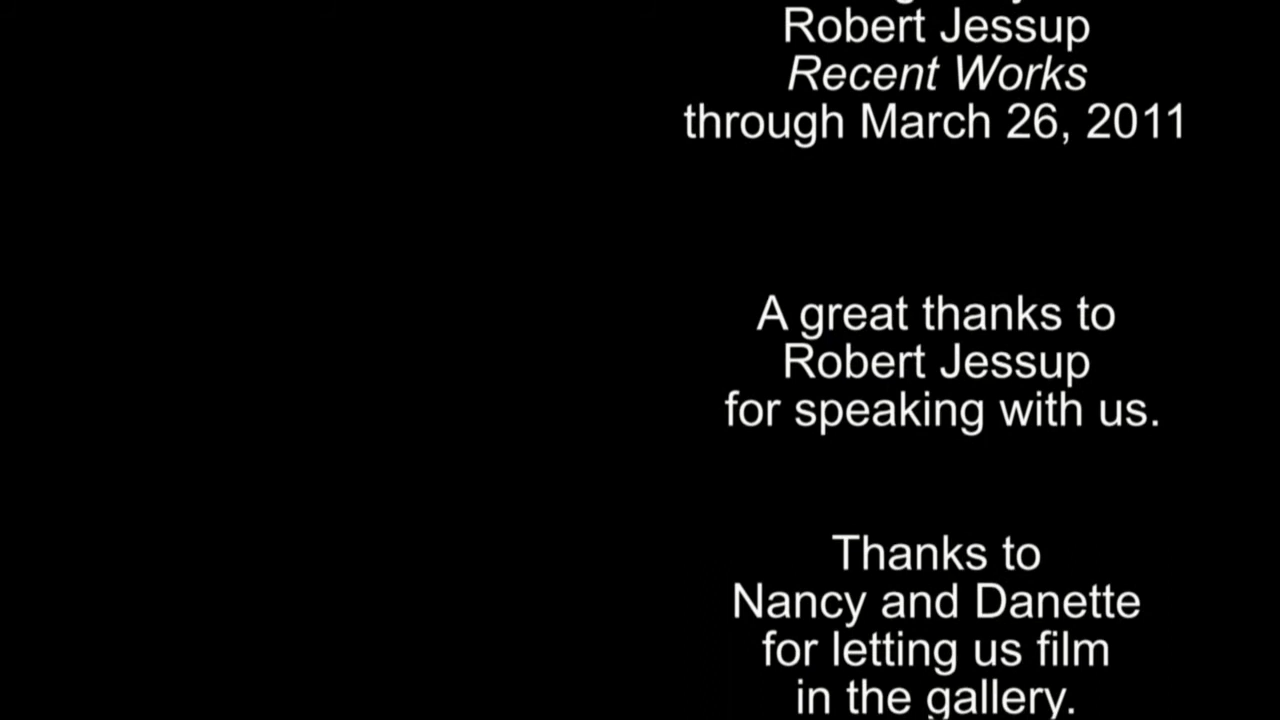 Robert Jessup
Recent Works
through March 26, 2011
A great thanks to
Robert Jessup
for speaking with us.
Thanks to
Nancy and Danette
for letting us film
in the gallery.